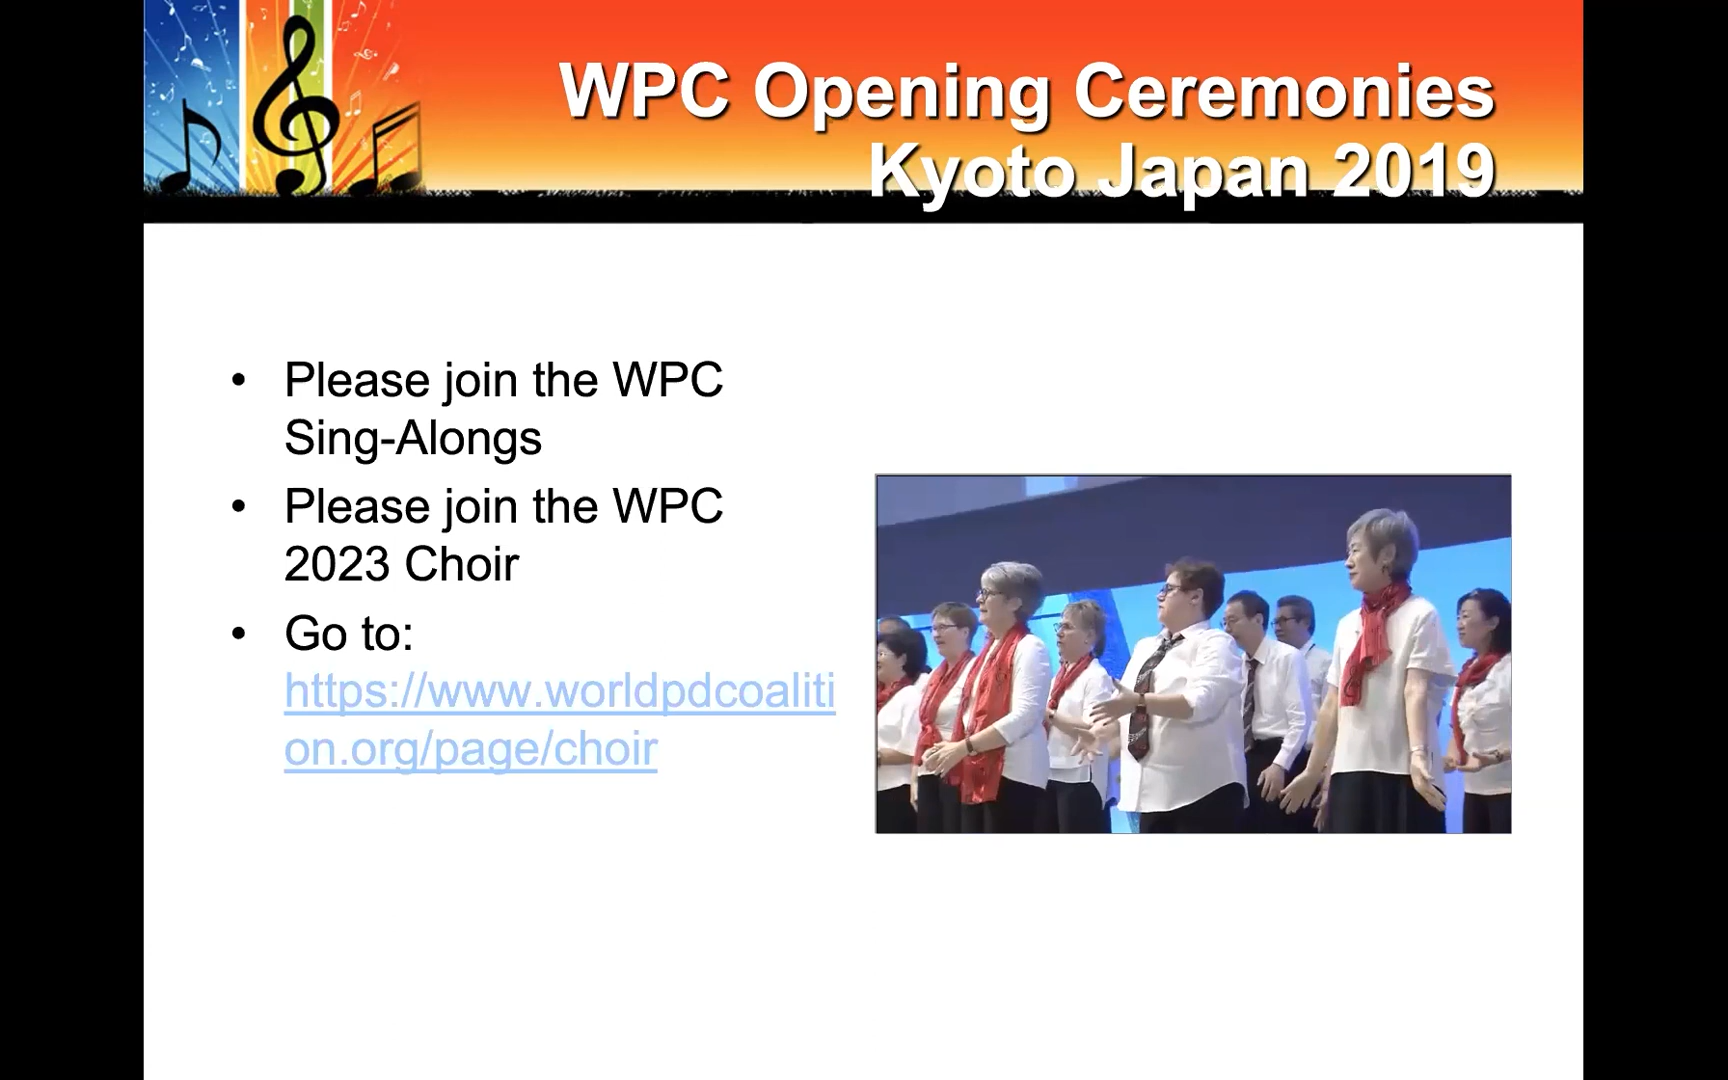 WPC Opening Ceremonies
Kyoto Japan 2019
• Please join the WPC
Sing-Alongs
• Please join the WPC
2023 Choir
• Go to:
https://www.worldpdcoaliti
on.org/page/choir